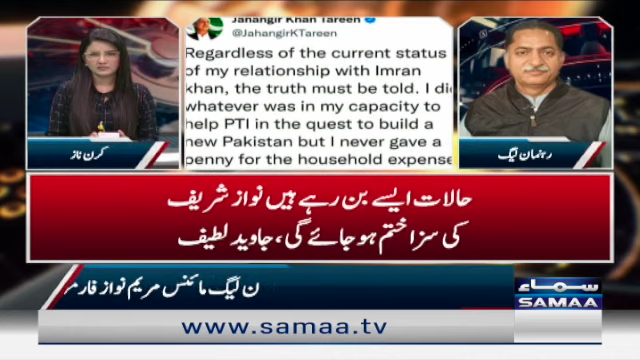 Jahangir Khan Tareen
@JahangirKTareen
Regardless of the current status
of my relationship with Imran
khan, the truth must be told. I di
whatever was in my capacity to
help PTI in the quest to build a
new Pakistan but I never gave a
penny for the household expense
کرن ناز
رہنمان لیگ
حالات ایسے بن رہے ہیں نواز شریف
کی سزا ختم ہو جائے گی، جاوید لطیف
ن لیگ مائنس مریم نواز فارمو
سماء
SAMAA
www.samaa.tv